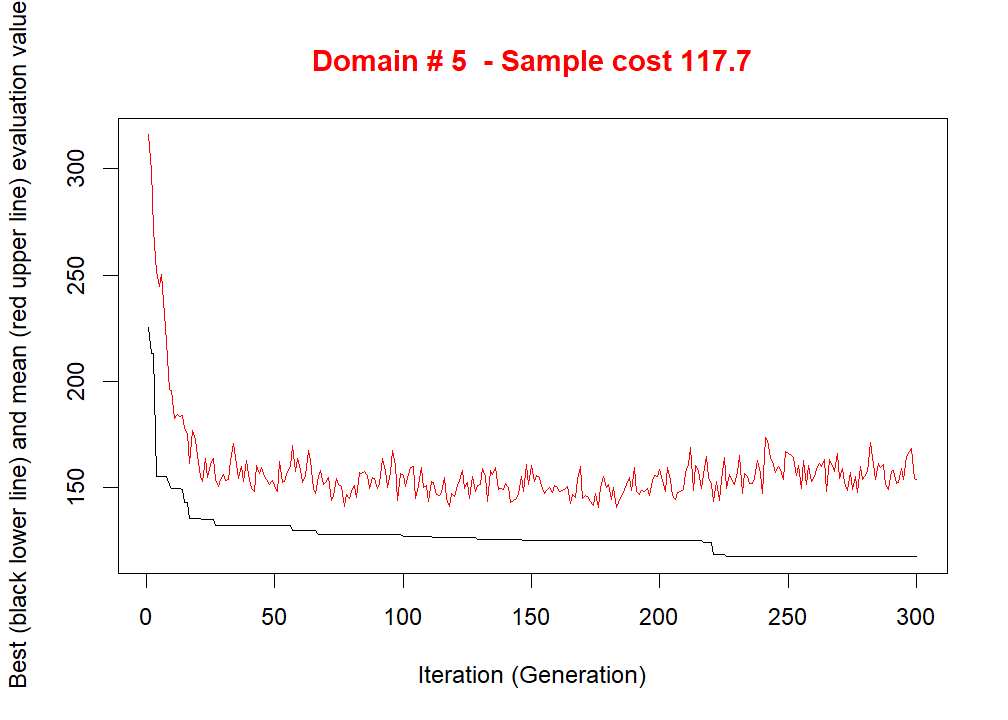 Domain # 5  - Sample cost 117.7
Best (black lower line) and mean (red upper line) evaluation value
300
250
200
150
0 50 100 150 200 250 300
Iteration (Generation)